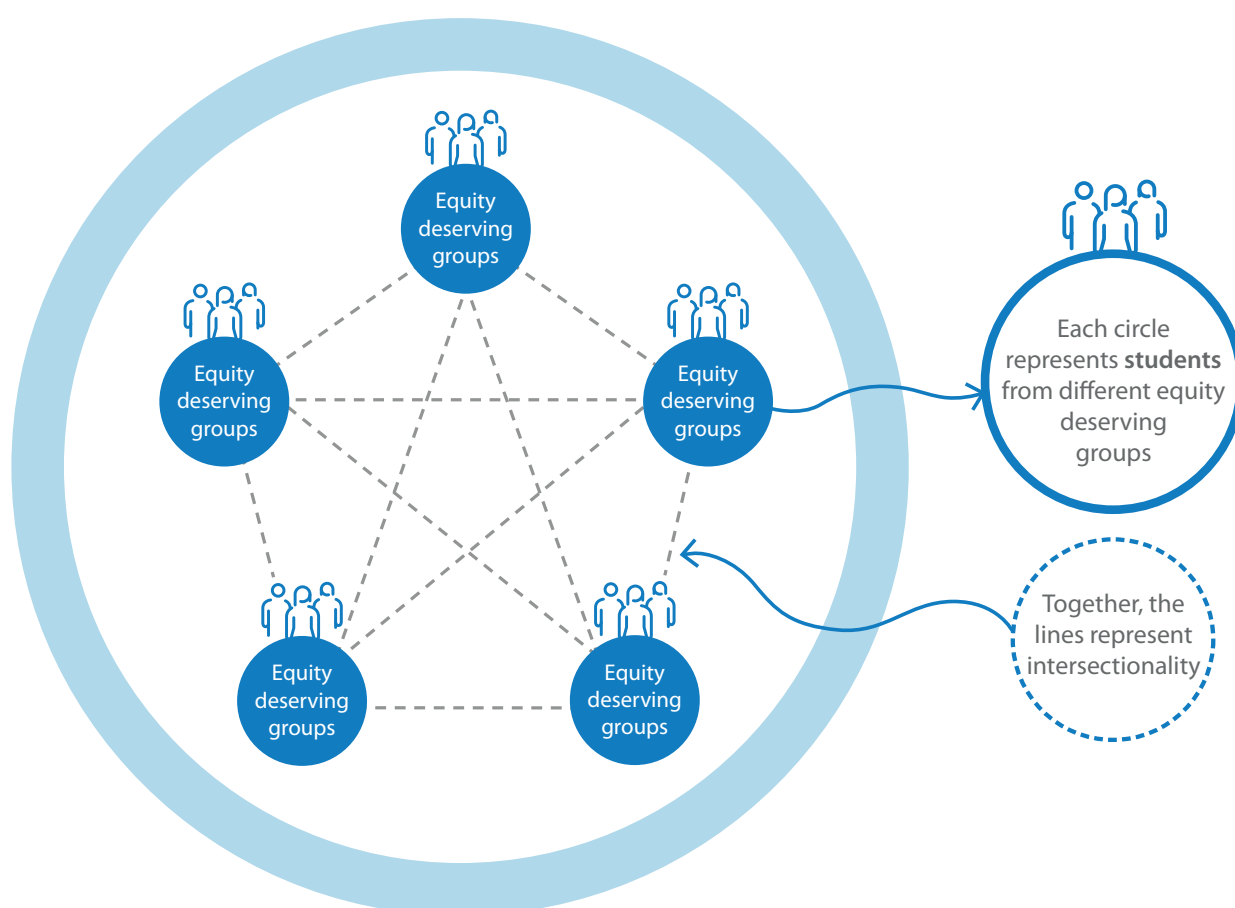 Equity
deserving
groups
Equity
deserving
groups
Equity
deserving
groups
Each circle
represents students
from different equity
deserving
groups
Together, the
lines represent
intersectionality
Equity
deserving
groups
Equity
deserving
groups